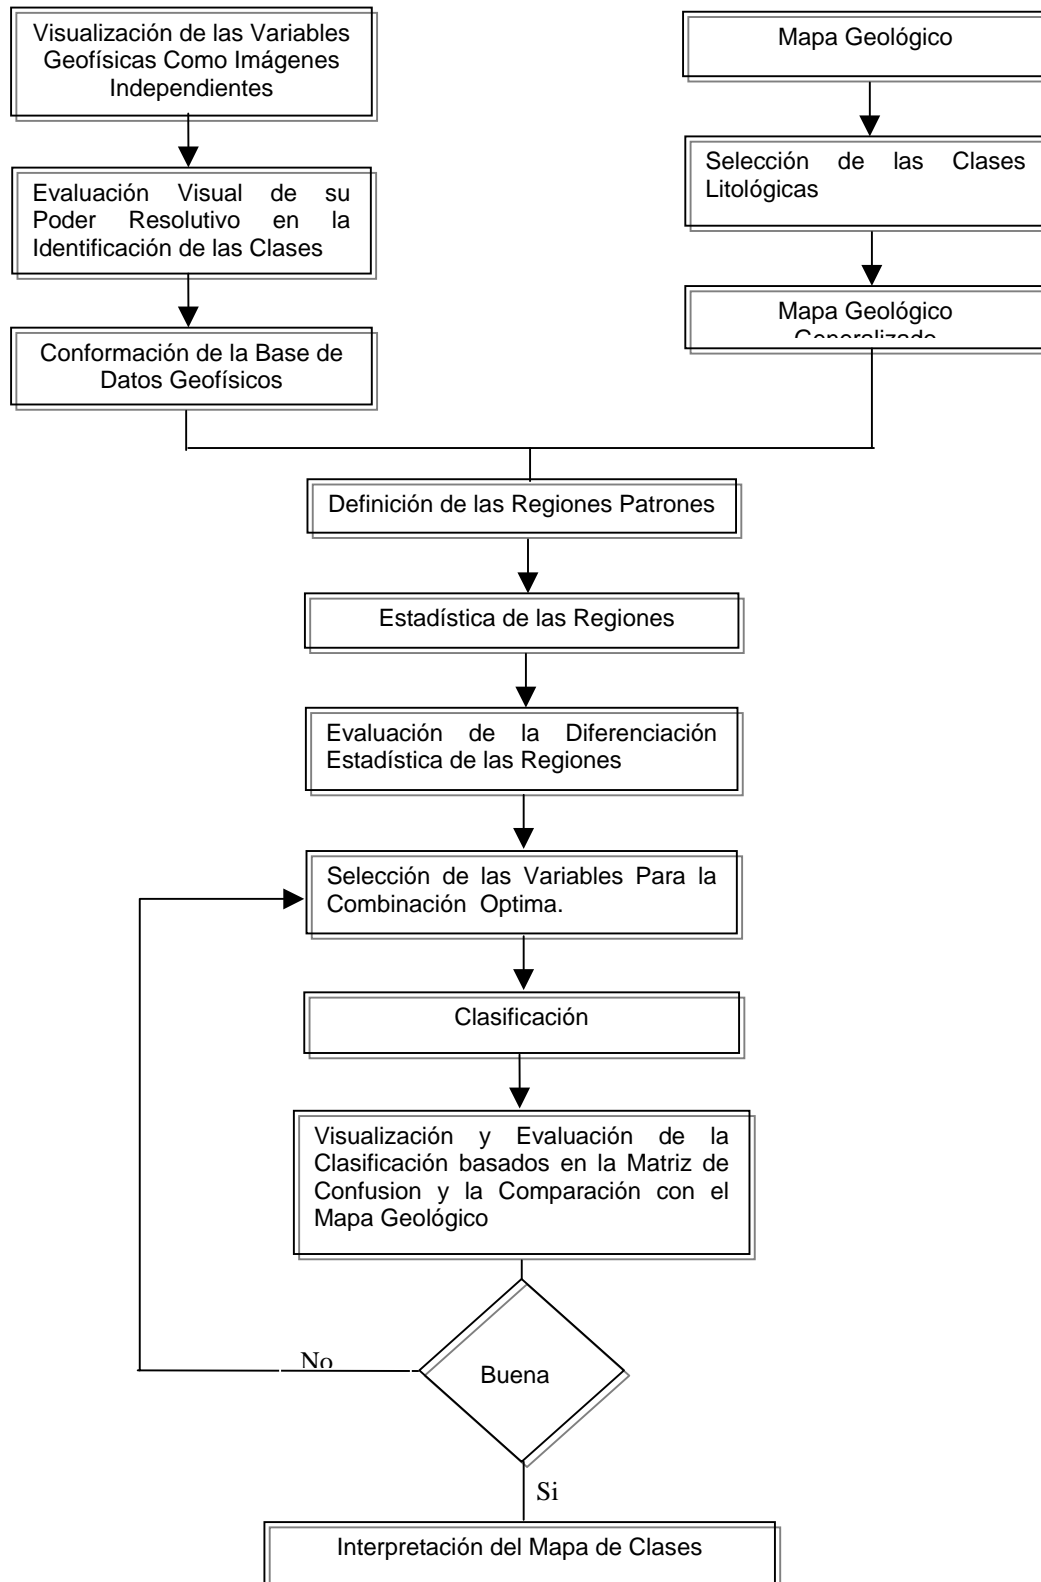 Visualización de las Variables
Geofísicas Como Imágenes
Independientes
Evaluación Visual de su
Poder Resolutivo en la
Identificación de las Clases
Conformación de la Base de
Datos Geofísicos
Mapa Geológico
Selección de las Clases
Litológicas
Mapa Geológico
Generalizado
Definición de las Regiones Patrones
Estadística de las Regiones
Evaluación de la Diferenciación
Estadística de las Regiones
Selección de las Variables Para la
Combinación Optima.
Clasificación
Visualización y Evaluación de la
Clasificación basados en la Matriz de
Confusion y la Comparación con el
Mapa Geológico
No
Buena
Si
Interpretación del Mapa de Clases